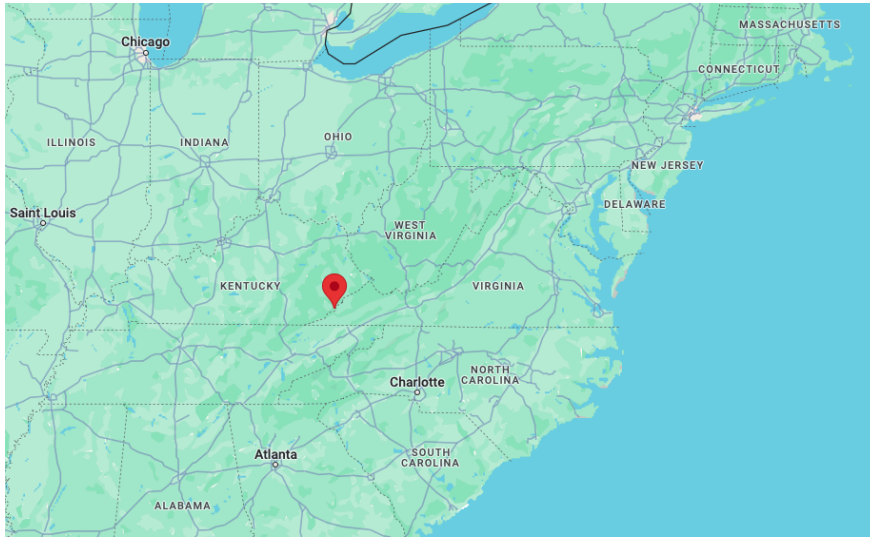 MASSACHUSETTS
Chicago
CONNECTICUT
OHIO
ILLINOIS
INDIANA
NEW JERSEY
DELAWARE
Saint Louis
WEST
VIRGINIA
KENTUCKY
VIRGINIA
NORTH
CAROLINA
Charlotte
Atlanta
SOUTH
CAROLINA
ALABAMA